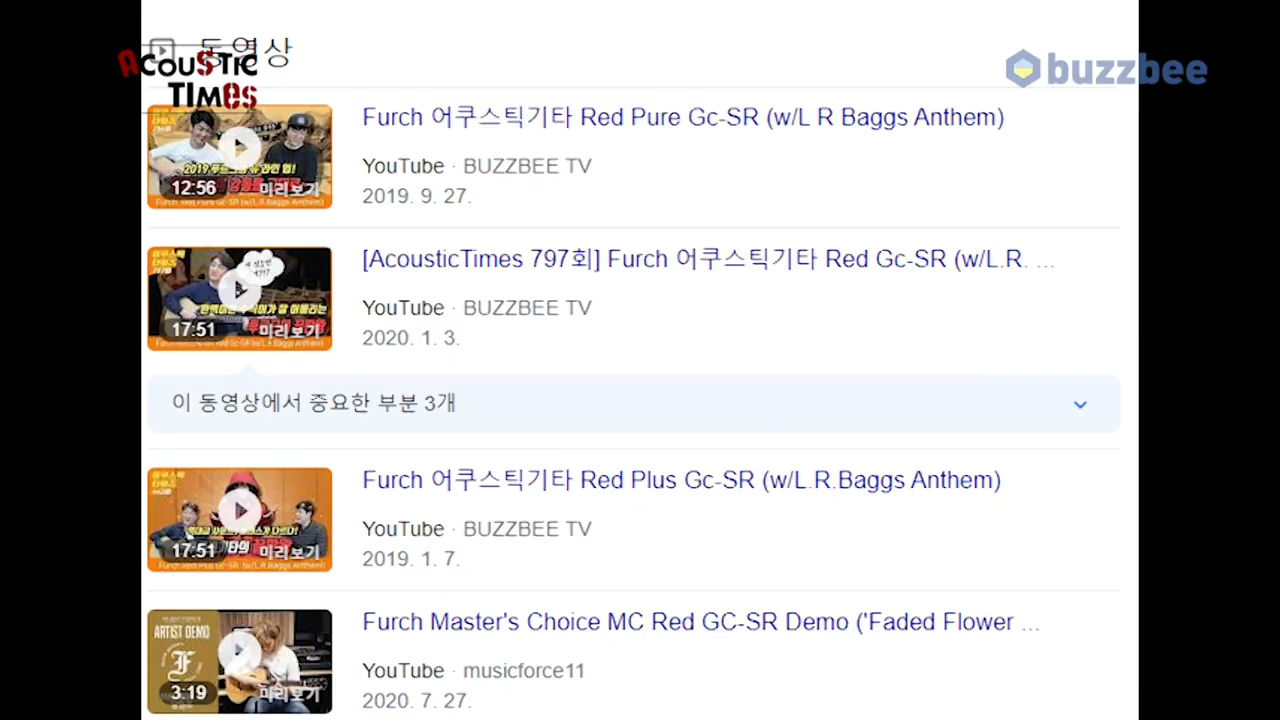 동영상
ACOUSTIC
TIMES
buzzbee
Furch 어쿠스틱기타 Red Pure Gc-SR (w/L R Baggs Anthem)
YouTube · BUZZBEE TV
2019. 9. 27.
12:56
미리보기
[AcousticTimes 797회] Furch 어쿠스틱기타 Red Gc-SR (w/L.R. ...
YouTube · BUZZBEE TV
2020. 1. 3.
17:51
미리보기
이 동영상에서 중요한 부분 3개
Furch 어쿠스틱기타 Red Plus Gc-SR (w/L.R.Baggs Anthem)
YouTube · BUZZBEE TV
2019. 1. 7.
17:51
미리보기
Furch Master's Choice MC Red GC-SR Demo ('Faded Flower ...
YouTube · musicforce11
2020. 7. 27.
ARTIST DEMO
F
3:19
미리보기